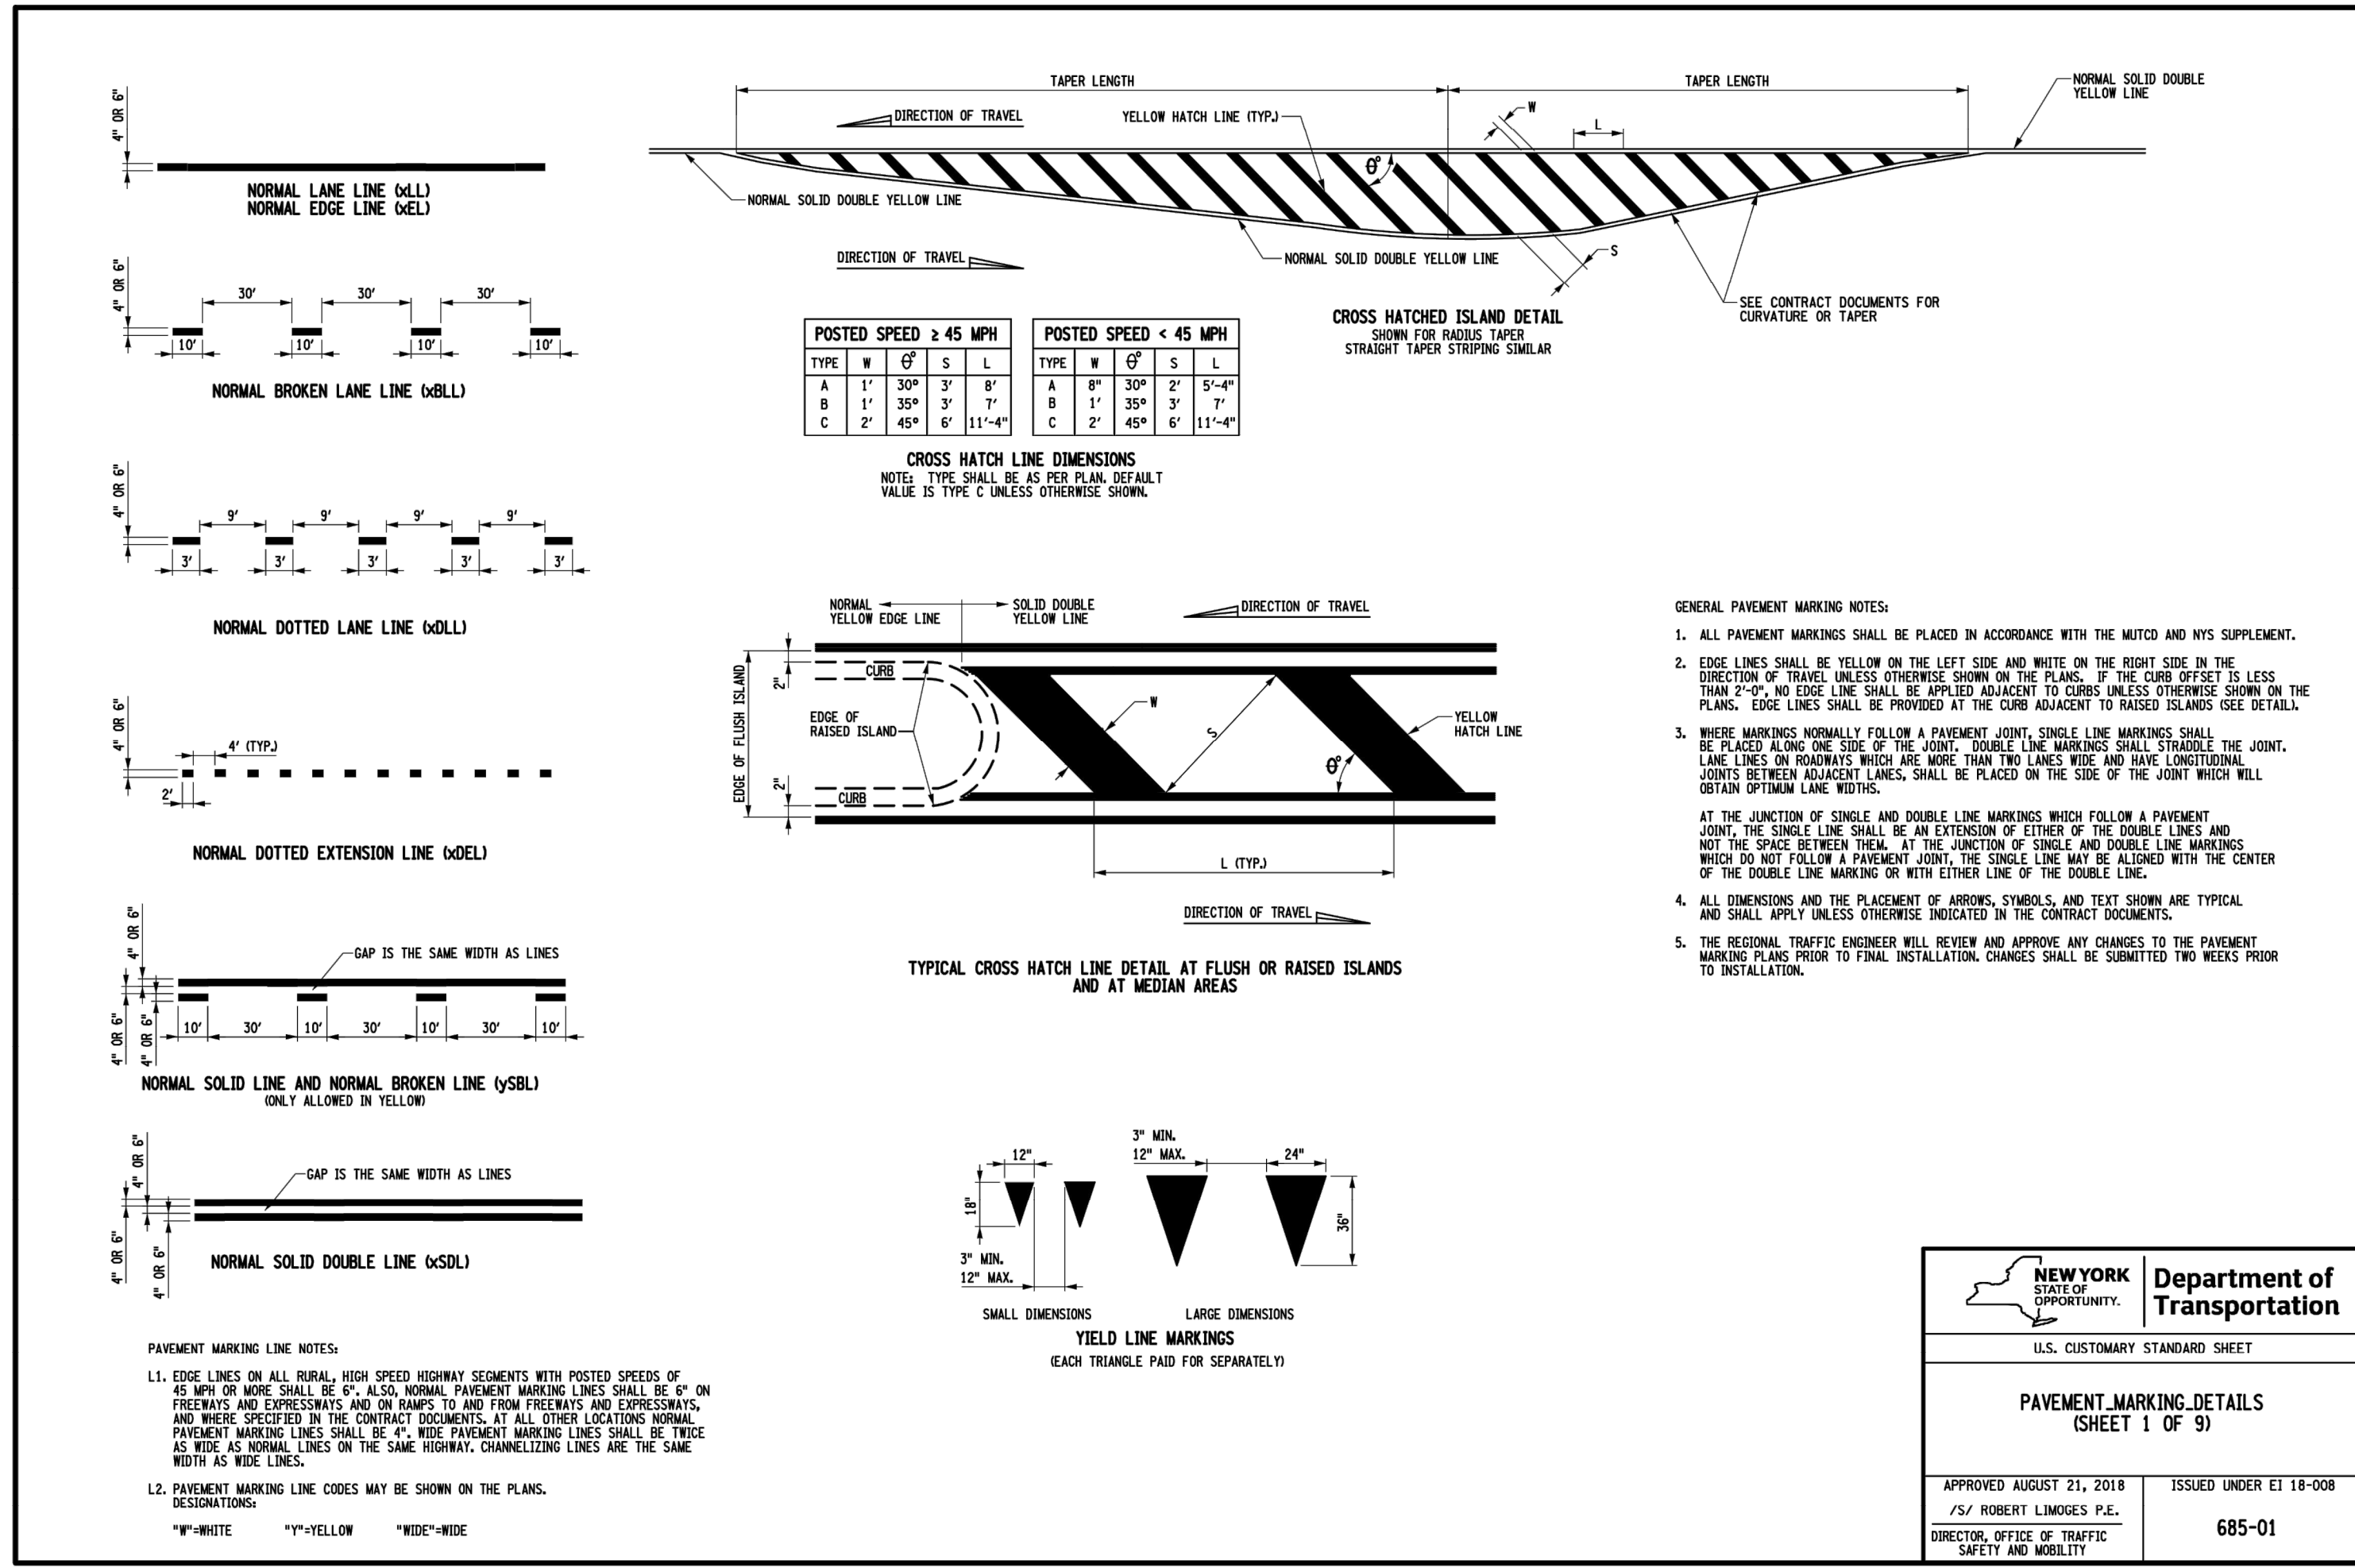 4" OR 6"
NORMAL LANE LINE (xLL)
NORMAL EDGE LINE (xEL)
4" OR 6"
30' 30' 30'
10' 10' 10' 10'
NORMAL BROKEN LANE LINE (xBLL)
4" OR 6"
9' 9' 9' 9'
3' 3' 3' 3' 3'
NORMAL DOTTED LANE LINE (xDLL)
4" OR 6"
4' (TYP.)
2'
NORMAL DOTTED EXTENSION LINE (xDEL)
4" OR 6"
GAP IS THE SAME WIDTH AS LINES
4" OR 6"
4" OR 6"
10' 30' 10' 30' 10' 30' 10'
NORMAL SOLID LINE AND NORMAL BROKEN LINE (ySBL)
(ONLY ALLOWED IN YELLOW)
4" OR 6"
GAP IS THE SAME WIDTH AS LINES
4" OR 6"
4" OR 6"
NORMAL SOLID DOUBLE LINE (xSDL)
PAVEMENT MARKING LINE NOTES:
L1. EDGE LINES ON ALL RURAL, HIGH SPEED HIGHWAY SEGMENTS WITH POSTED SPEEDS OF
45 MPH OR MORE SHALL BE 6". ALSO, NORMAL PAVEMENT MARKING LINES SHALL BE 6" ON
FREEWAYS AND EXPRESSWAYS AND ON RAMPS TO AND FROM FREEWAYS AND EXPRESSWAYS,
AND WHERE SPECIFIED IN THE CONTRACT DOCUMENTS. AT ALL OTHER LOCATIONS NORMAL
PAVEMENT MARKING LINES SHALL BE 4". WIDE PAVEMENT MARKING LINES SHALL BE TWICE
AS WIDE AS NORMAL LINES ON THE SAME HIGHWAY. CHANNELIZING LINES ARE THE SAME
WIDTH AS WIDE LINES.
L2. PAVEMENT MARKING LINE CODES MAY BE SHOWN ON THE PLANS.
DESIGNATIONS:
"W"=WHITE "Y"=YELLOW "WIDE"=WIDE
TAPER LENGTH TAPER LENGTH
NORMAL SOLID DOUBLE
YELLOW LINE
DIRECTION OF TRAVEL
YELLOW HATCH LINE (TYP.)
W
L
θ°
NORMAL SOLID DOUBLE YELLOW LINE
DIRECTION OF TRAVEL
NORMAL SOLID DOUBLE YELLOW LINE
S
SEE CONTRACT DOCUMENTS FOR
CURVATURE OR TAPER
CROSS HATCHED ISLAND DETAIL
SHOWN FOR RADIUS TAPER
STRAIGHT TAPER STRIPING SIMILAR
POSTED SPEED ≥ 45 MPH
TYPE W θ° S L
A 1' 30° 3' 8'
B 1' 35° 3' 7'
C 2' 45° 6' 11'-4"
POSTED SPEED < 45 MPH
TYPE W θ° S L
A 8" 30° 2' 5'-4"
B 1' 35° 3' 7'
C 2' 45° 6' 11'-4"
CROSS HATCH LINE DIMENSIONS
NOTE: TYPE SHALL BE AS PER PLAN. DEFAULT
VALUE IS TYPE C UNLESS OTHERWISE SHOWN.
NORMAL
YELLOW EDGE LINE
SOLID DOUBLE
YELLOW LINE
DIRECTION OF TRAVEL
EDGE OF FLUSH ISLAND
2"
CURB
EDGE OF
RAISED ISLAND
W
S
YELLOW
HATCH LINE
θ°
2"
CURB
L (TYP.)
DIRECTION OF TRAVEL
TYPICAL CROSS HATCH LINE DETAIL AT FLUSH OR RAISED ISLANDS
AND AT MEDIAN AREAS
12"
18"
3" MIN.
12" MAX.
SMALL DIMENSIONS
3" MIN.
12" MAX.
24"
36"
LARGE DIMENSIONS
YIELD LINE MARKINGS
(EACH TRIANGLE PAID FOR SEPARATELY)
GENERAL PAVEMENT MARKING NOTES:
1. ALL PAVEMENT MARKINGS SHALL BE PLACED IN ACCORDANCE WITH THE MUTCD AND NYS SUPPLEMENT.
2. EDGE LINES SHALL BE YELLOW ON THE LEFT SIDE AND WHITE ON THE RIGHT SIDE IN THE
DIRECTION OF TRAVEL UNLESS OTHERWISE SHOWN ON THE PLANS. IF THE CURB OFFSET IS LESS
THAN 2'-0", NO EDGE LINE SHALL BE APPLIED ADJACENT TO CURBS UNLESS OTHERWISE SHOWN ON THE
PLANS. EDGE LINES SHALL BE PROVIDED AT THE CURB ADJACENT TO RAISED ISLANDS (SEE DETAIL).
3. WHERE MARKINGS NORMALLY FOLLOW A PAVEMENT JOINT, SINGLE LINE MARKINGS SHALL
BE PLACED ALONG ONE SIDE OF THE JOINT. DOUBLE LINE MARKINGS SHALL STRADDLE THE JOINT.
LANE LINES ON ROADWAYS WHICH ARE MORE THAN TWO LANES WIDE AND HAVE LONGITUDINAL
JOINTS BETWEEN ADJACENT LANES, SHALL BE PLACED ON THE SIDE OF THE JOINT WHICH WILL
OBTAIN OPTIMUM LANE WIDTHS.
AT THE JUNCTION OF SINGLE AND DOUBLE LINE MARKINGS WHICH FOLLOW A PAVEMENT
JOINT, THE SINGLE LINE SHALL BE AN EXTENSION OF EITHER OF THE DOUBLE LINES AND
NOT THE SPACE BETWEEN THEM. AT THE JUNCTION OF SINGLE AND DOUBLE LINE MARKINGS
WHICH DO NOT FOLLOW A PAVEMENT JOINT, THE SINGLE LINE MAY BE ALIGNED WITH THE CENTER
OF THE DOUBLE LINE MARKING OR WITH EITHER LINE OF THE DOUBLE LINE.
4. ALL DIMENSIONS AND THE PLACEMENT OF ARROWS, SYMBOLS, AND TEXT SHOWN ARE TYPICAL
AND SHALL APPLY UNLESS OTHERWISE INDICATED IN THE CONTRACT DOCUMENTS.
5. THE REGIONAL TRAFFIC ENGINEER WILL REVIEW AND APPROVE ANY CHANGES TO THE PAVEMENT
MARKING PLANS PRIOR TO FINAL INSTALLATION. CHANGES SHALL BE SUBMITTED TWO WEEKS PRIOR
TO INSTALLATION.
NEW YORK
STATE OF
OPPORTUNITY.
Department of
Transportation
U.S. CUSTOMARY STANDARD SHEET
PAVEMENT_MARKING_DETAILS
(SHEET 1 OF 9)
APPROVED AUGUST 21, 2018
/S/ ROBERT LIMOGES P.E.
DIRECTOR, OFFICE OF TRAFFIC
SAFETY AND MOBILITY
ISSUED UNDER EI 18-008
685-01